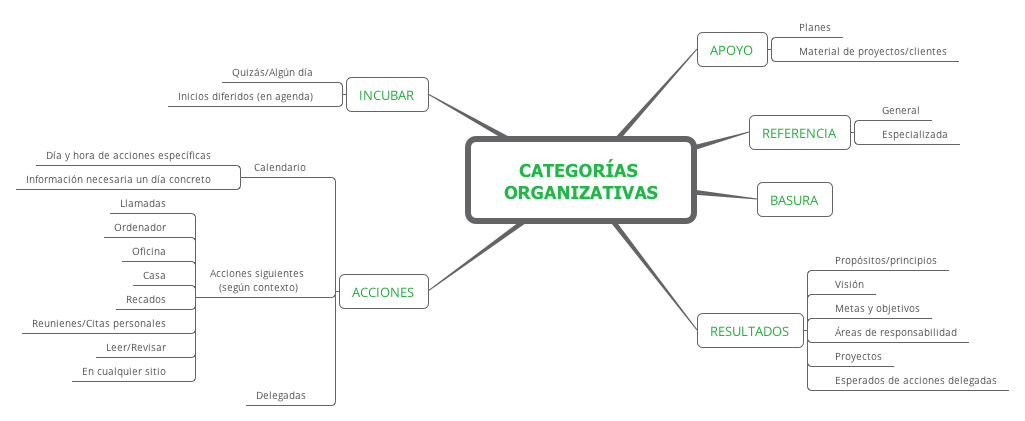 CATEGORÍAS
ORGANIZATIVAS
APOYO
Planes
Material de proyectos/clientes
REFERENCIA
General
Especializada
BASURA
RESULTADOS
Propósitos/principios
Visión
Metas y objetivos
Áreas de responsabilidad
Proyectos
Esperados de acciones delegadas
INCUBAR
Quizás/Algún día
Inicios diferidos (en agenda)
ACCIONES
Calendario
Día y hora de acciones específicas
Información necesaria un día concreto
Acciones siguientes
(según contexto)
Llamadas
Ordenador
Oficina
Casa
Recados
Reunienes/Citas personales
Leer/Revisar
En cualquier sitio
Delegadas